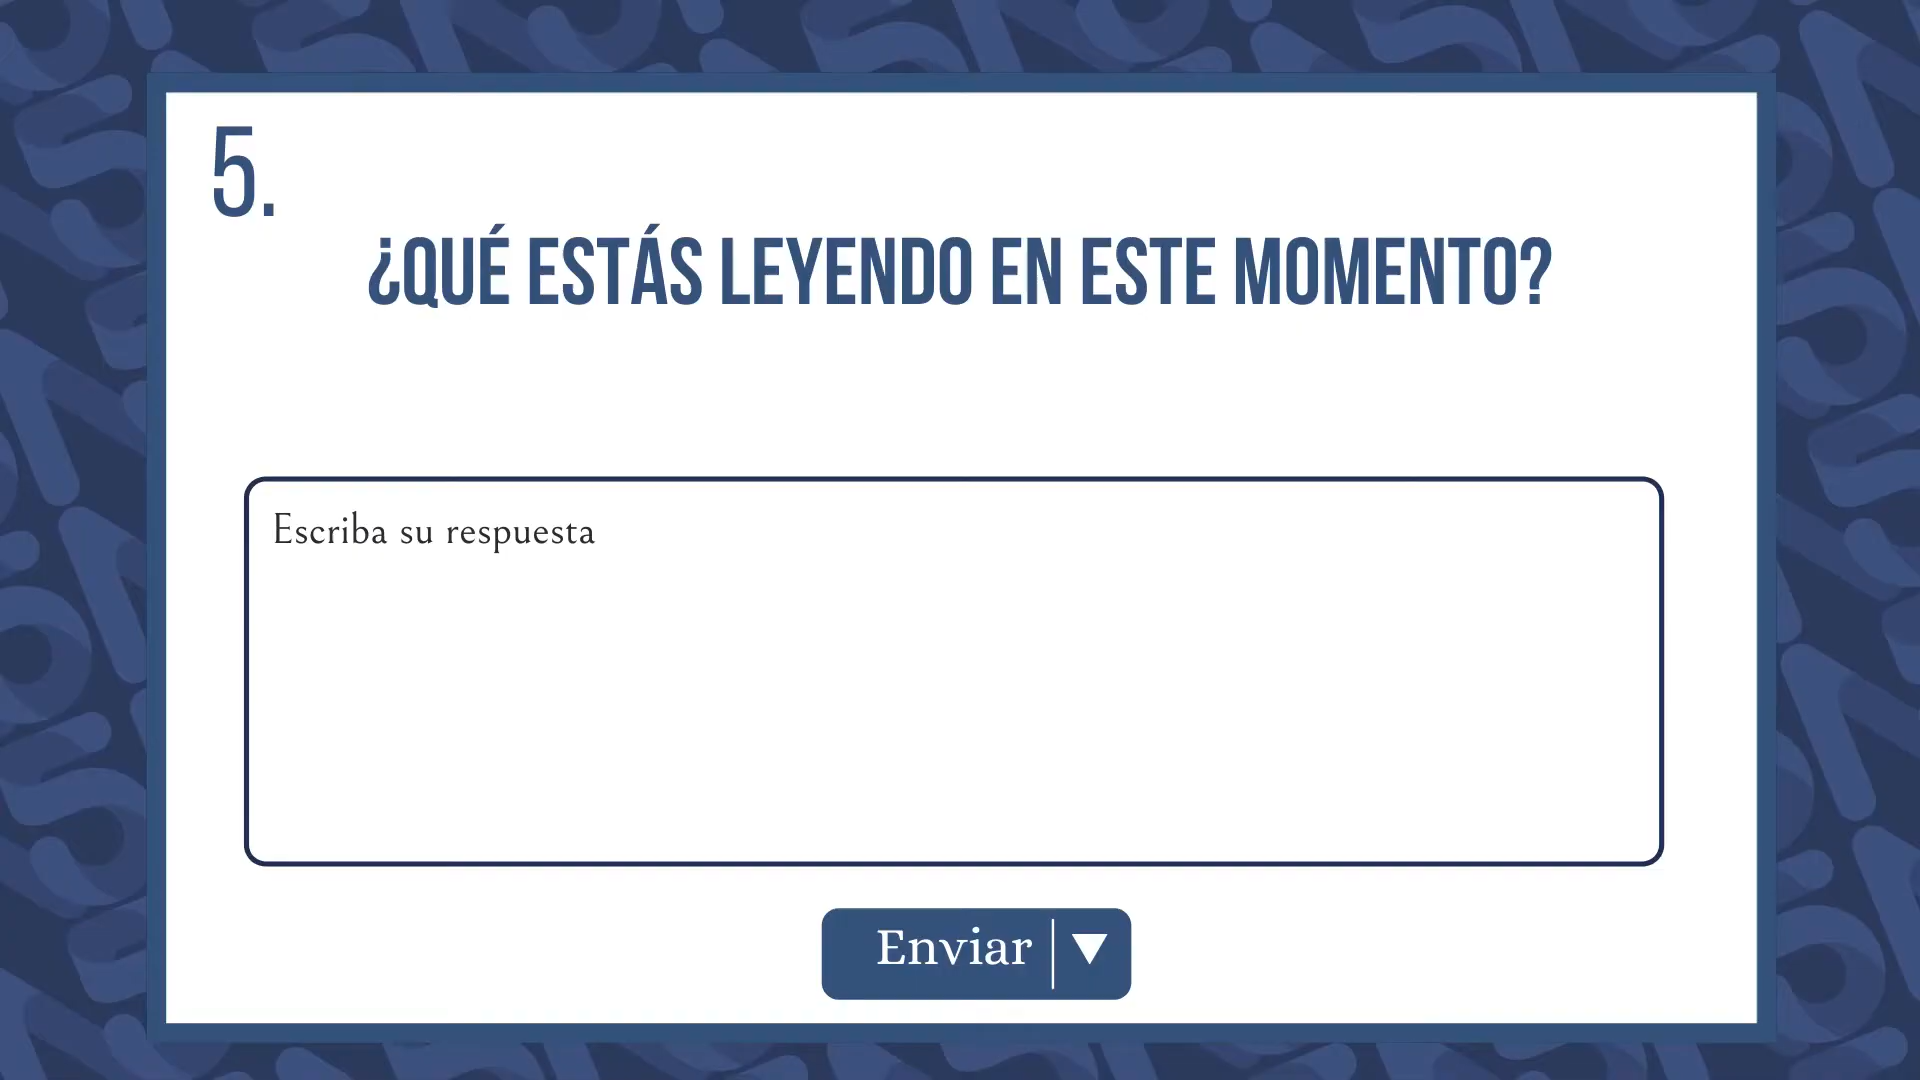 5.
¿QUÉ ESTÁS LEYENDO EN ESTE MOMENTO?
Escriba su respuesta
Enviar